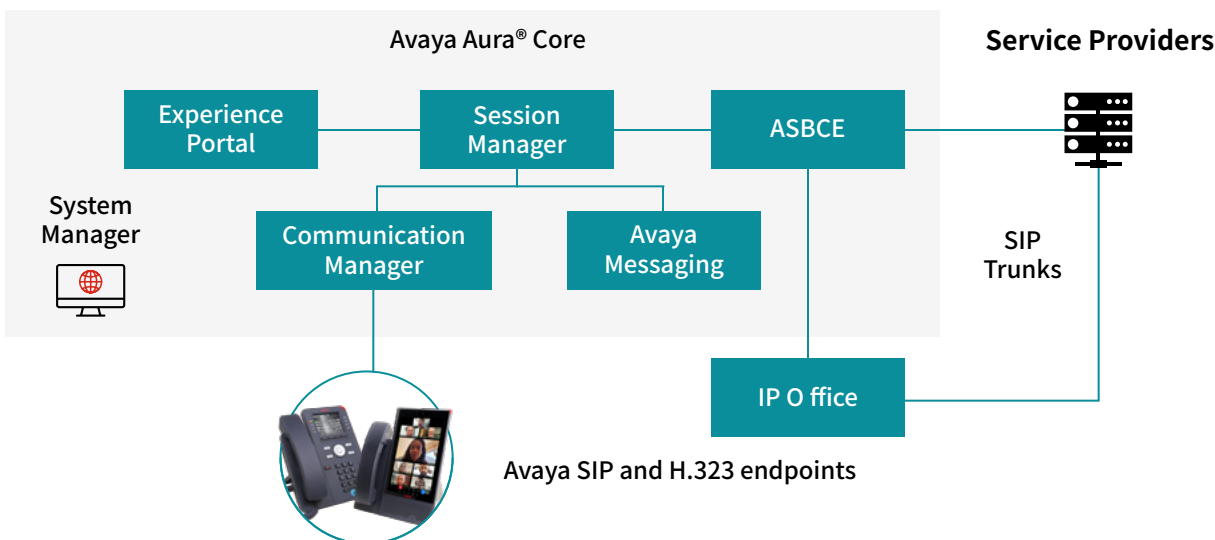 Avaya Aura® Core
Service Providers
Experience
Portal
Session
Manager
ASBCE
System
Manager
Communication
Manager
Avaya
Messaging
SIP
Trunks
IP O ffice
Avaya SIP and H.323 endpoints